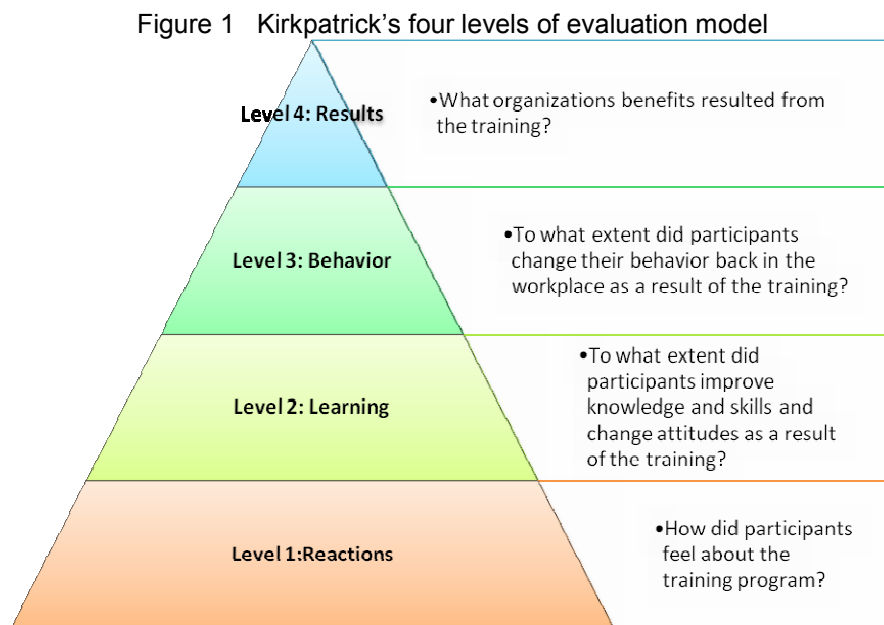 Figure 1 Kirkpatrick's four levels of evaluation model
Level 4: Results
•What organizations benefits resulted from
the training?
Level 3: Behavior
•To what extent did participants
change their behavior back in the
workplace as a result of the training?
Level 2: Learning
•To what extent did
participants improve
knowledge and skills and
change attitudes as a result
of the training?
Level 1:Reactions
•How did participants
feel about the
training program?